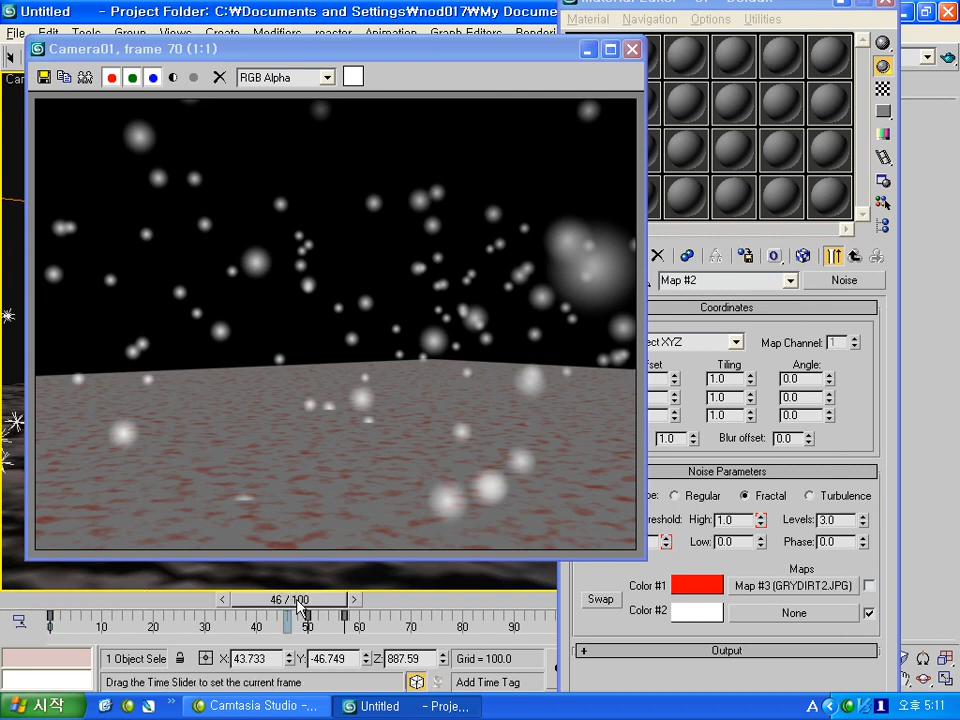 Untitled - Project Folder: C:₩Documents and Settings₩nod017₩My Docume
File Edit Tools Group Views Create Modifiers reactor Animation Graph Editors Renderi
Material Navigation Options Utilities
Camera01, frame 70 (1:1)
RGB Alpha
Cam
Map #2
Noise
Coordinates
ect XYZ
Map Channel: 1
fset Tiling Angle:
1.0 0.0
1.0 0.0
1.0 0.0
1.0 Blur offset: 0.0
Noise Parameters
pe: Regular Fractal Turbulence
reshold: High: 1.0 Levels: 3.0
Low: 0.0 Phase: 0.0
Maps
Color #1 Map #3 (GRYDIRT2.JPG)
Swap
Color #2 None
+ Output
< 46 / 100 >
0 10 20 30 40 50 60 70 80 90
1 Object Sele X: 43.733 Y: -46.749 Z: 887.59 Grid = 100.0
Drag the Time Slider to set the current frame Add Time Tag
시작 Camtasia Studio -... Untitled - Proje... A 오후 5:11